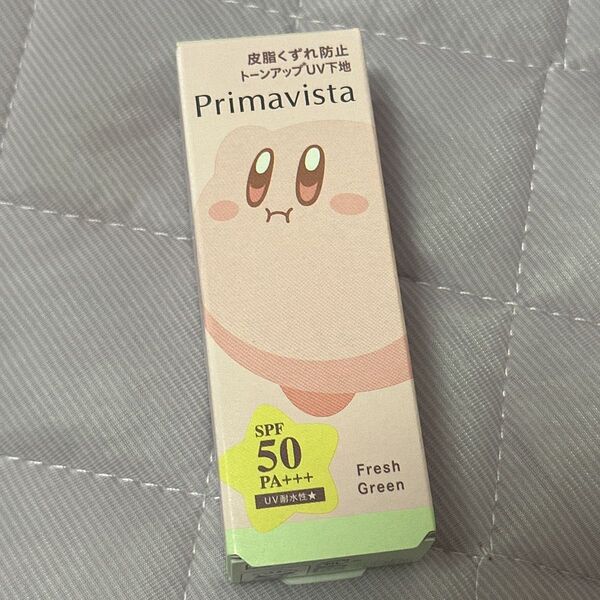 皮脂くずれ防止
トーンアップUV下地
Primavista
SPF
50
PA+++
UV耐水性★
Fresh
Green